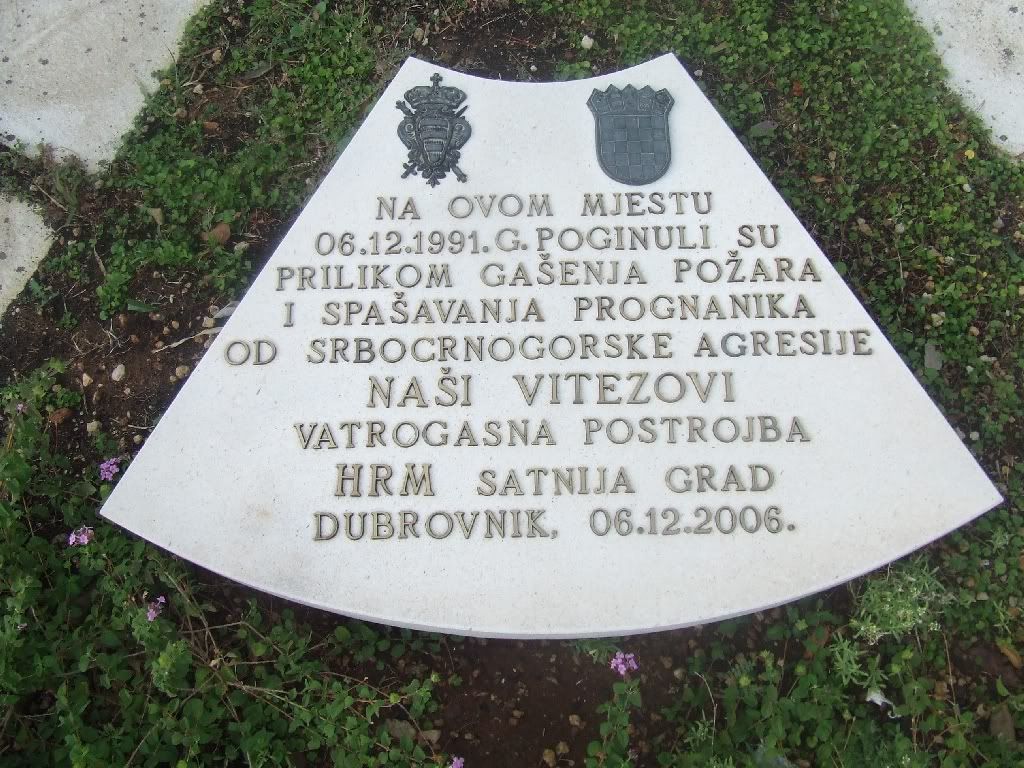 NA OVOM MJESTU
06.12.1991.G. POGINULI SU
PRILIKOM GAŠENJA POŽARA
I SPAŠAVANJA PROGNANIKA
OD SRBOCRNOGORSKE AGRESIJE
NAŠI VITEZOVI
VATROGASNA POSTROJBA
HRM SATNIJA GRAD
DUBROVNIK, 06.12.2006.